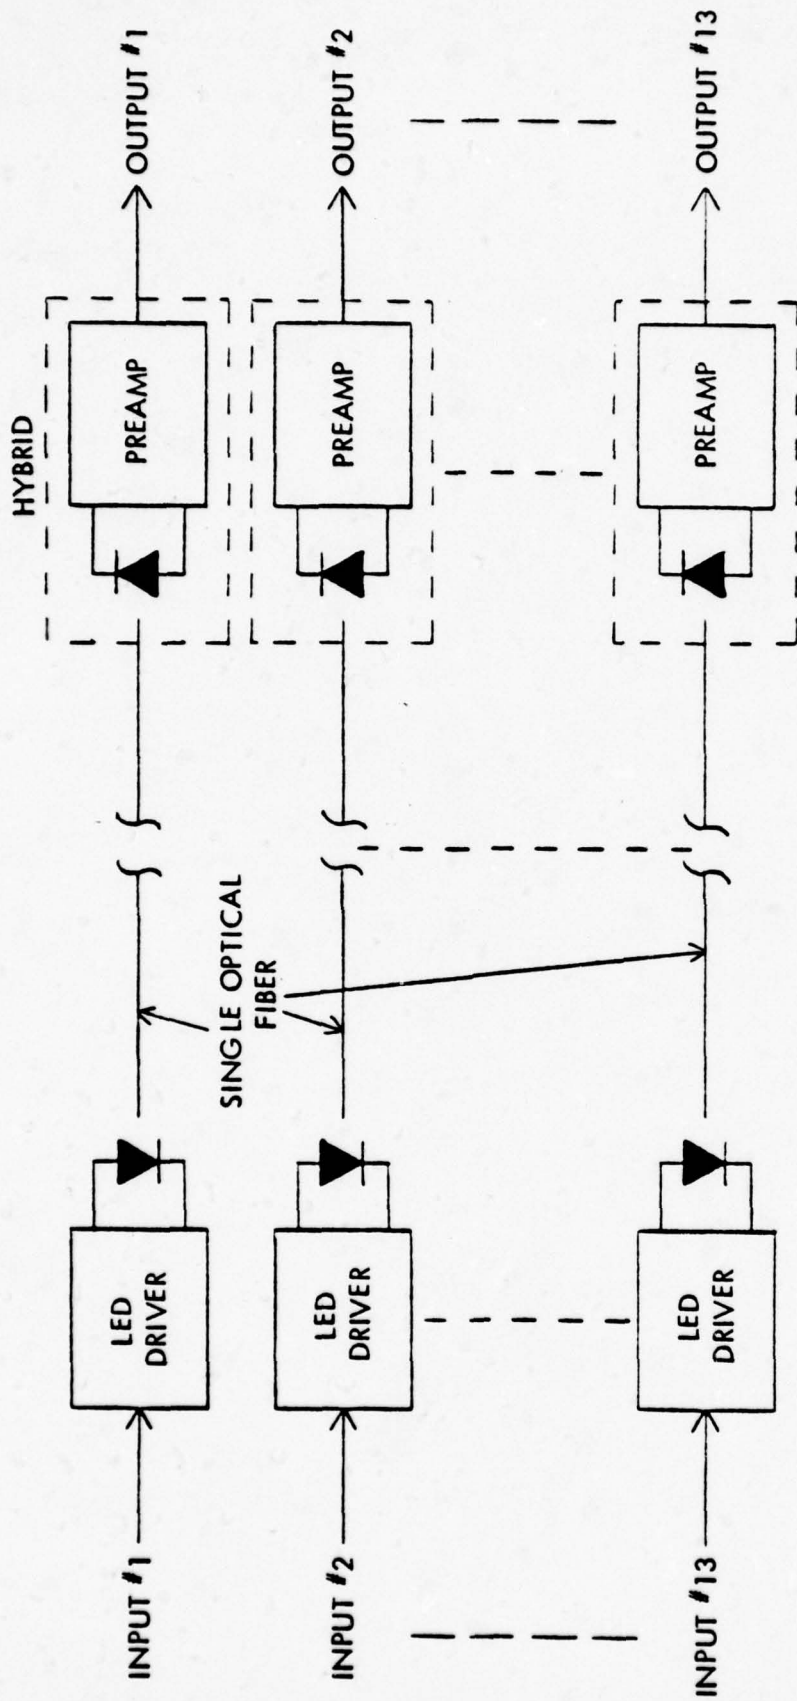 INPUT #1
LED
DRIVER
HYBRID
PREAMP
OUTPUT #1
SINGLE OPTICAL
FIBER
INPUT #2
LED
DRIVER
PREAMP
OUTPUT #2
INPUT #13
LED
DRIVER
PREAMP
OUTPUT #13